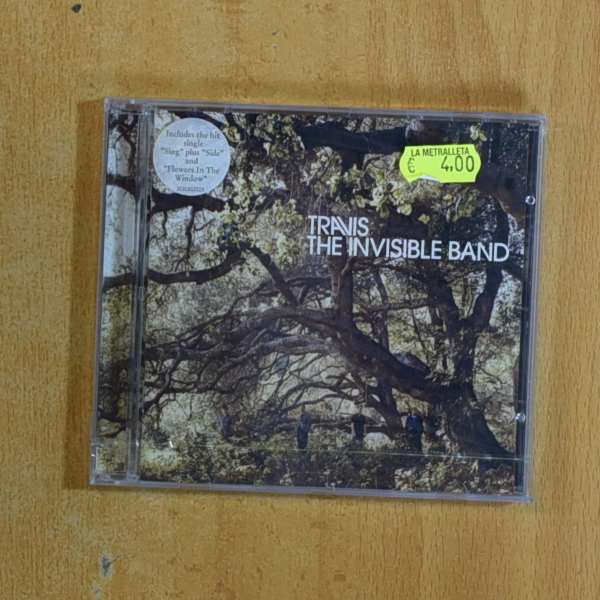 Includes the hit
single
"Sing" plus "Side"
and
"Flowers In The
Window"
LA METRALLETA
€ 4,00
TRAVIS
THE INVISIBLE BAND